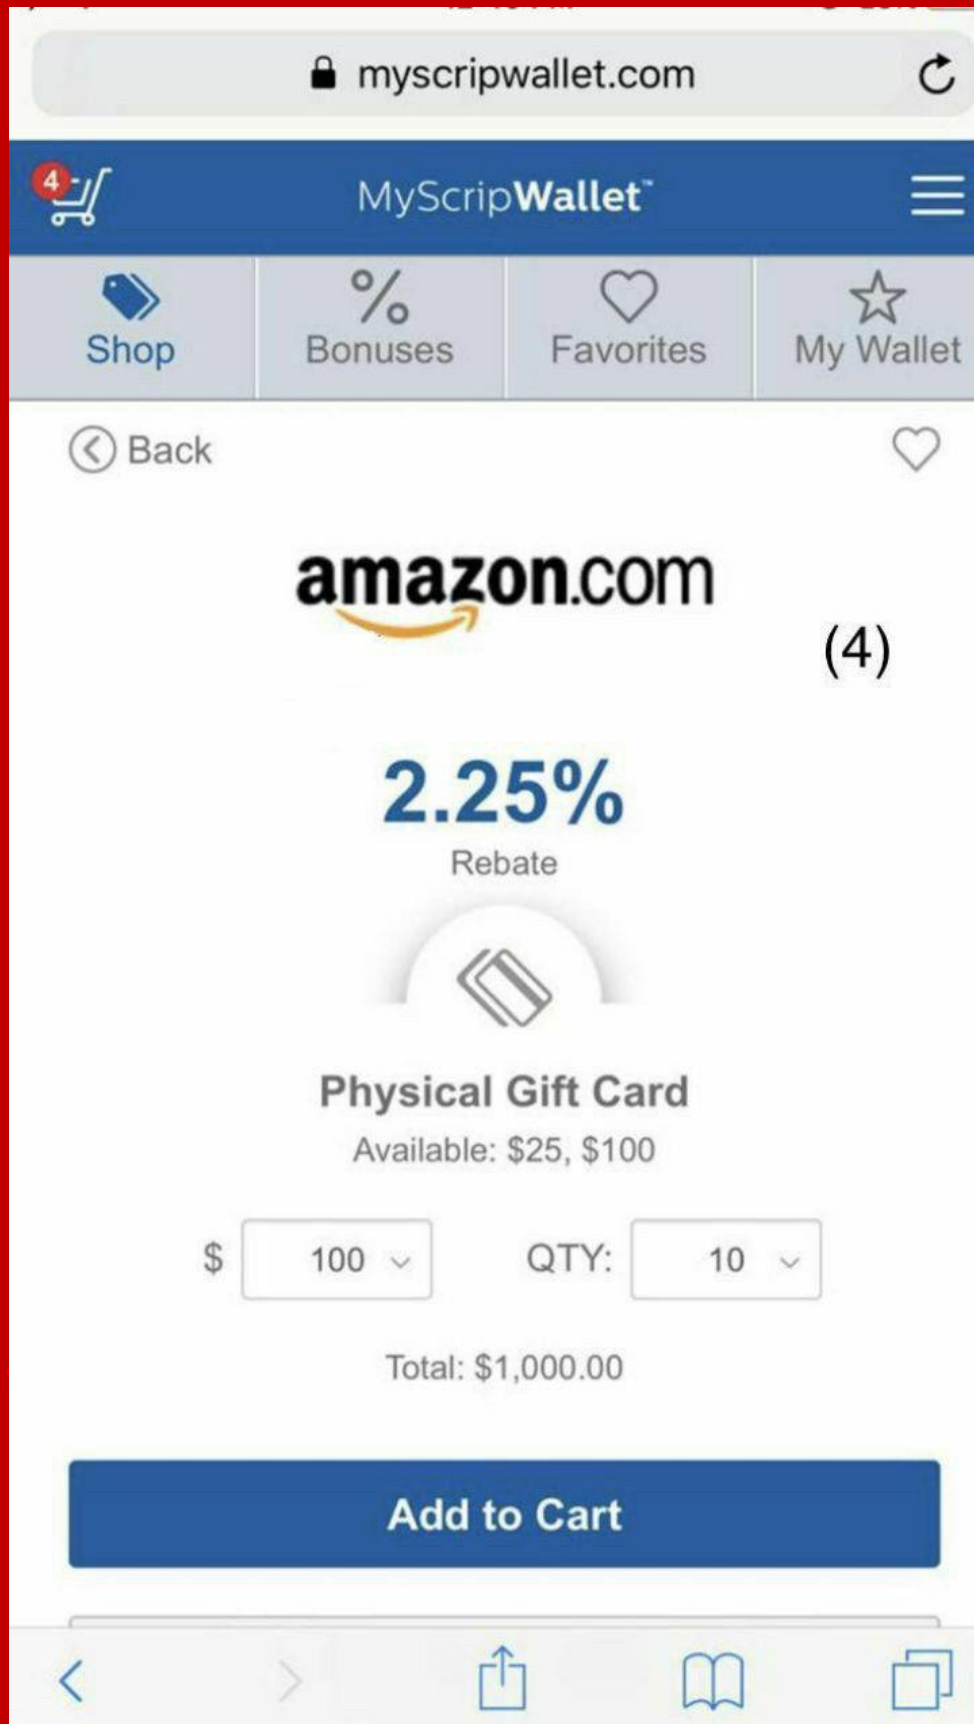 myscripwallet.com
4
MyScripWallet™
Shop
Bonuses
Favorites
My Wallet
Back
amazon.com
(4)
2.25%
Rebate
Physical Gift Card
Available: $25, $100
$ 100 QTY: 10
Total: $1,000.00
Add to Cart